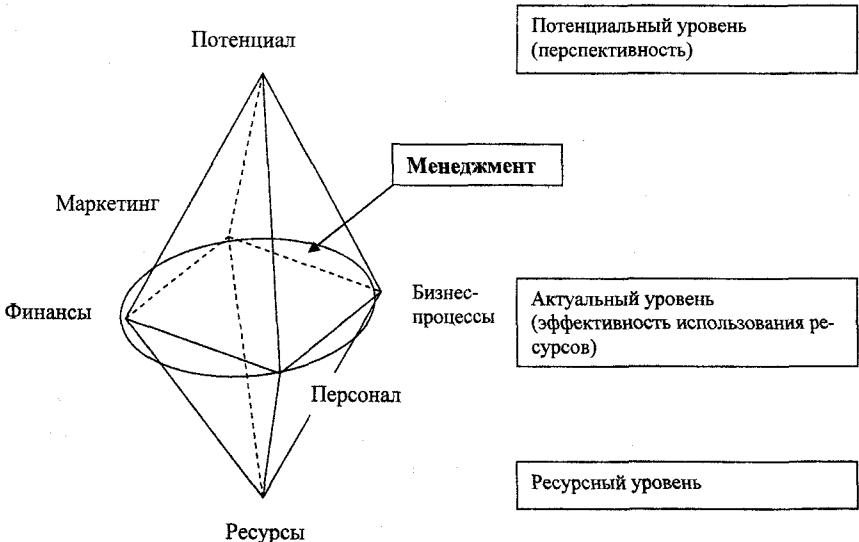 Потенциал
Потенциальный уровень
(перспективность)
Менеджмент
Маркетинг
Финансы
Бизнес-
процессы
Актуальный уровень
(эффективность использования ре-
сурсов)
Персонал
Ресурсный уровень
Ресурсы